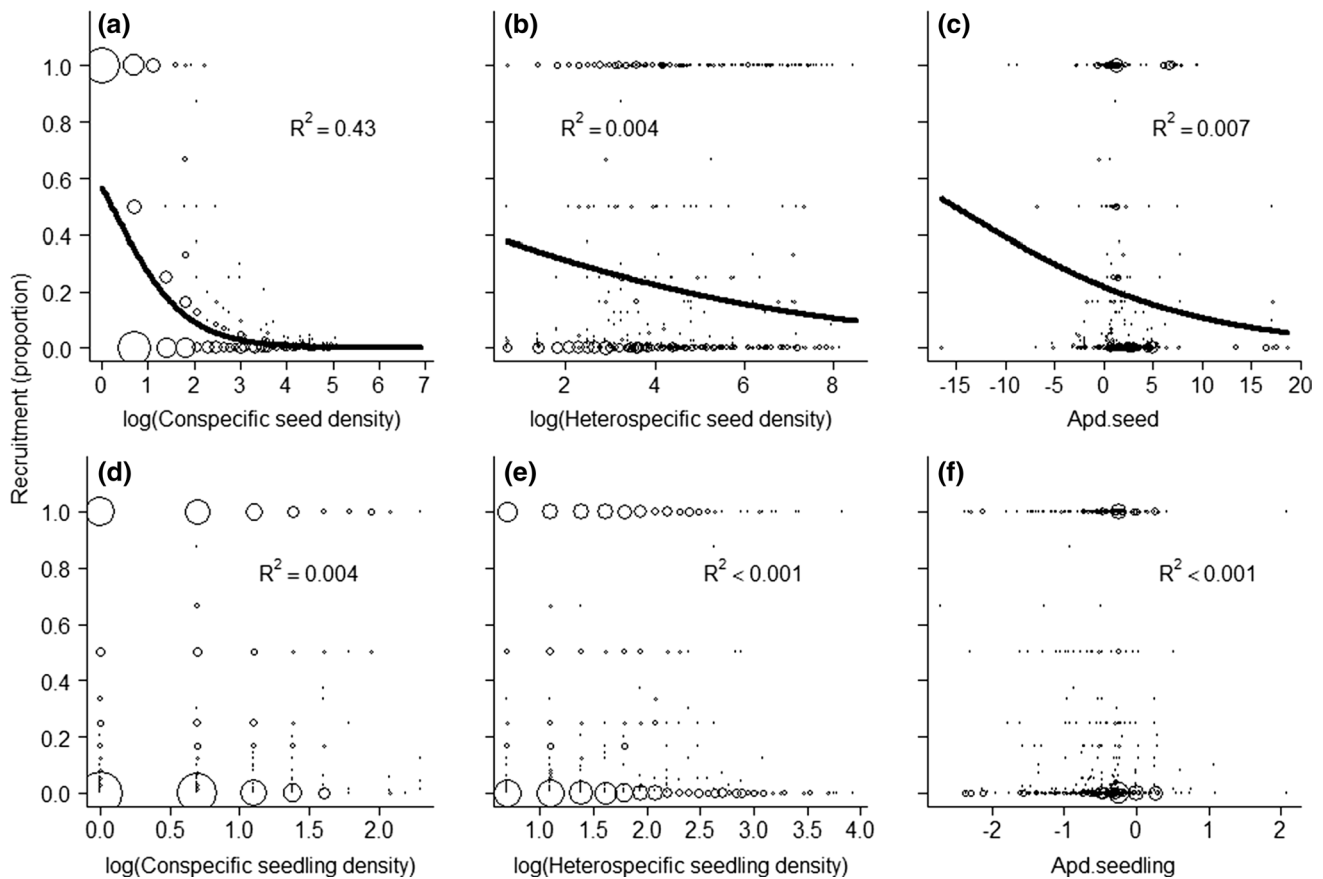 (a)
(b)
(c)
R² = 0.43
R² = 0.004
R² = 0.007
1.0
0.8
0.6
0.4
0.2
0.0
0 1 2 3 4 5 6 7
2 4 6 8
-15 -5 0 5 10 15 20
log(Conspecific seed density)
log(Heterospecific seed density)
Apd.seed
Recruitment (proportion)
(d)
(e)
(f)
R² = 0.004
R² < 0.001
R² < 0.001
1.0
0.8
0.6
0.4
0.2
0.0
0.0 0.5 1.0 1.5 2.0
1.0 1.5 2.0 2.5 3.0 3.5 4.0
-2 -1 0 1 2
log(Conspecific seedling density)
log(Heterospecific seedling density)
Apd.seedling